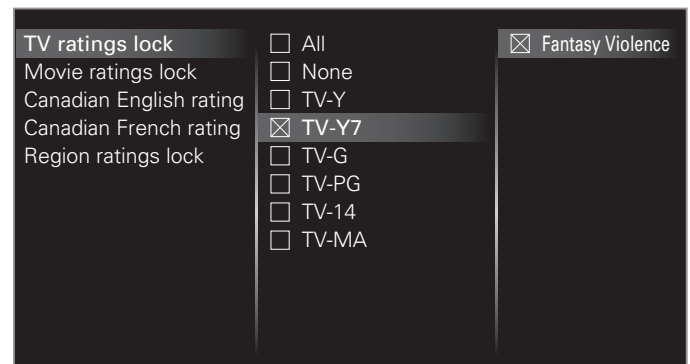 TV ratings lock
Movie ratings lock
Canadian English rating
Canadian French rating
Region ratings lock
All
None
TV-Y
TV-Y7
TV-G
TV-PG
TV-14
TV-MA
Fantasy Violence